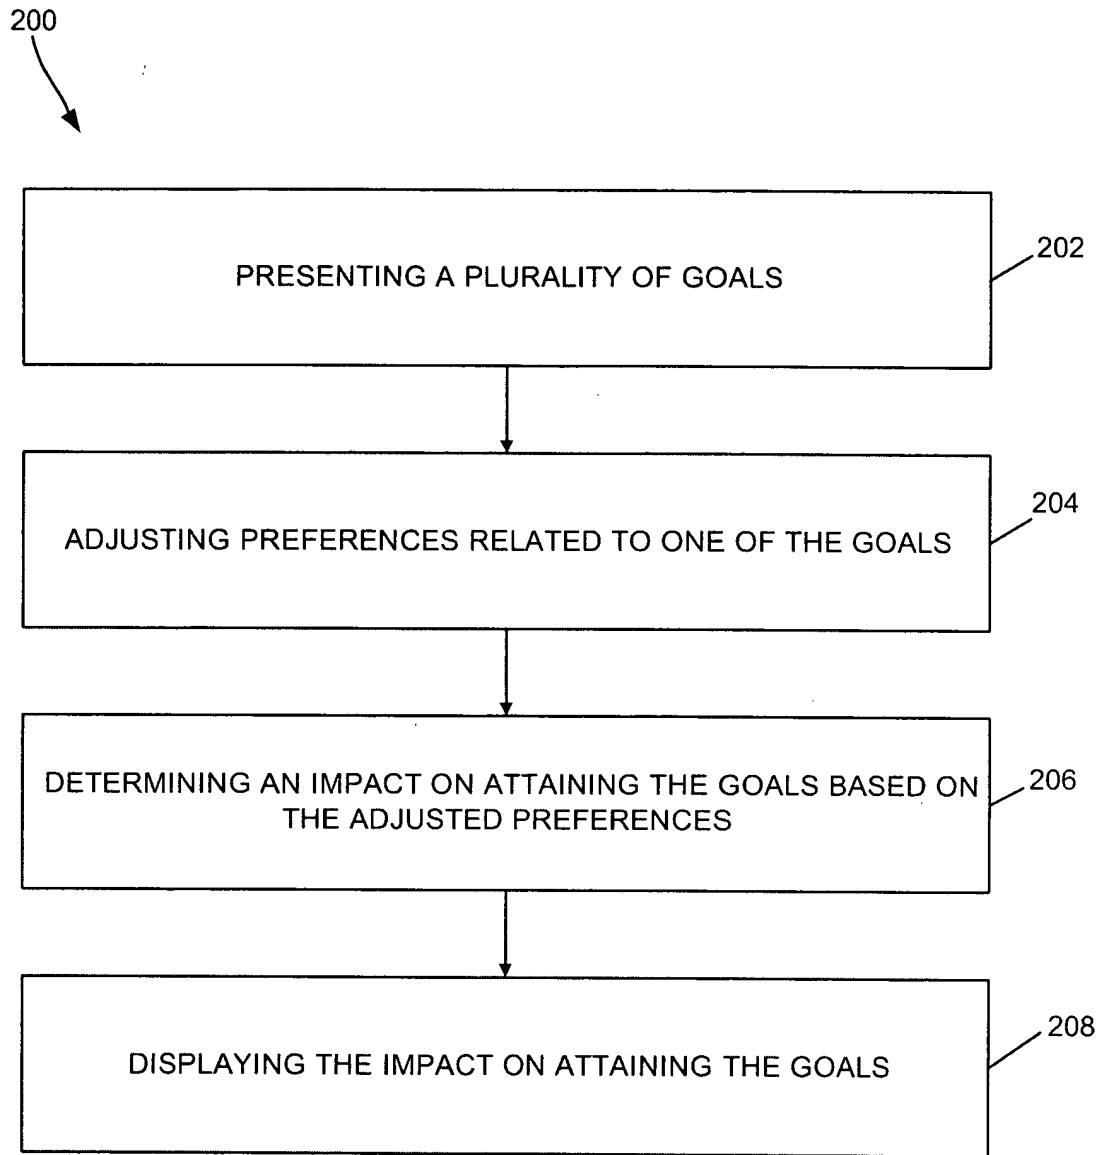 200
PRESENTING A PLURALITY OF GOALS
202
ADJUSTING PREFERENCES RELATED TO ONE OF THE GOALS
204
DETERMINING AN IMPACT ON ATTAINING THE GOALS BASED ON
THE ADJUSTED PREFERENCES
206
DISPLAYING THE IMPACT ON ATTAINING THE GOALS
208